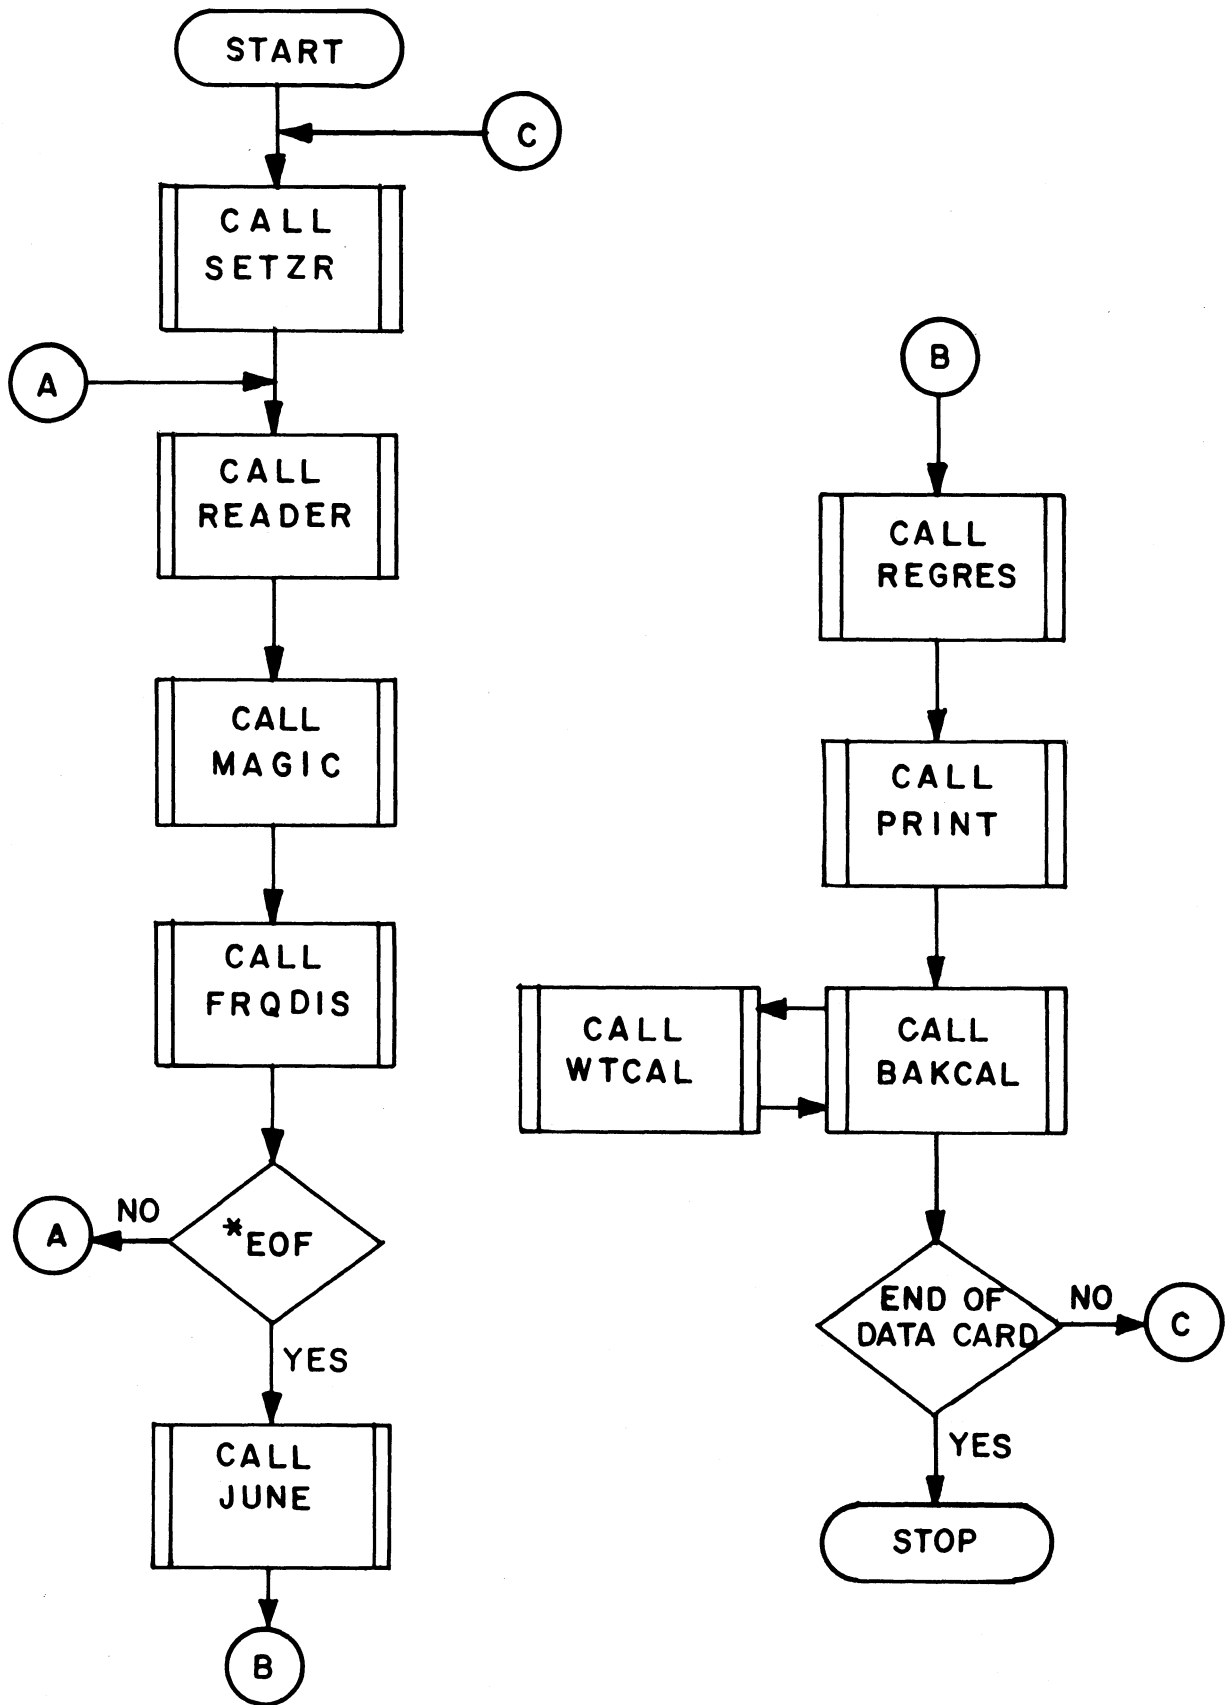 START
C
CALL
SETZR
A
CALL
READER
CALL
MAGIC
CALL
FRQDIS
*EOF
NO
A
YES
CALL
JUNE
B
B
CALL
REGRES
CALL
PRINT
CALL
BAKCAL
CALL
WTCAL
END OF
DATA CARD
NO
C
YES
STOP